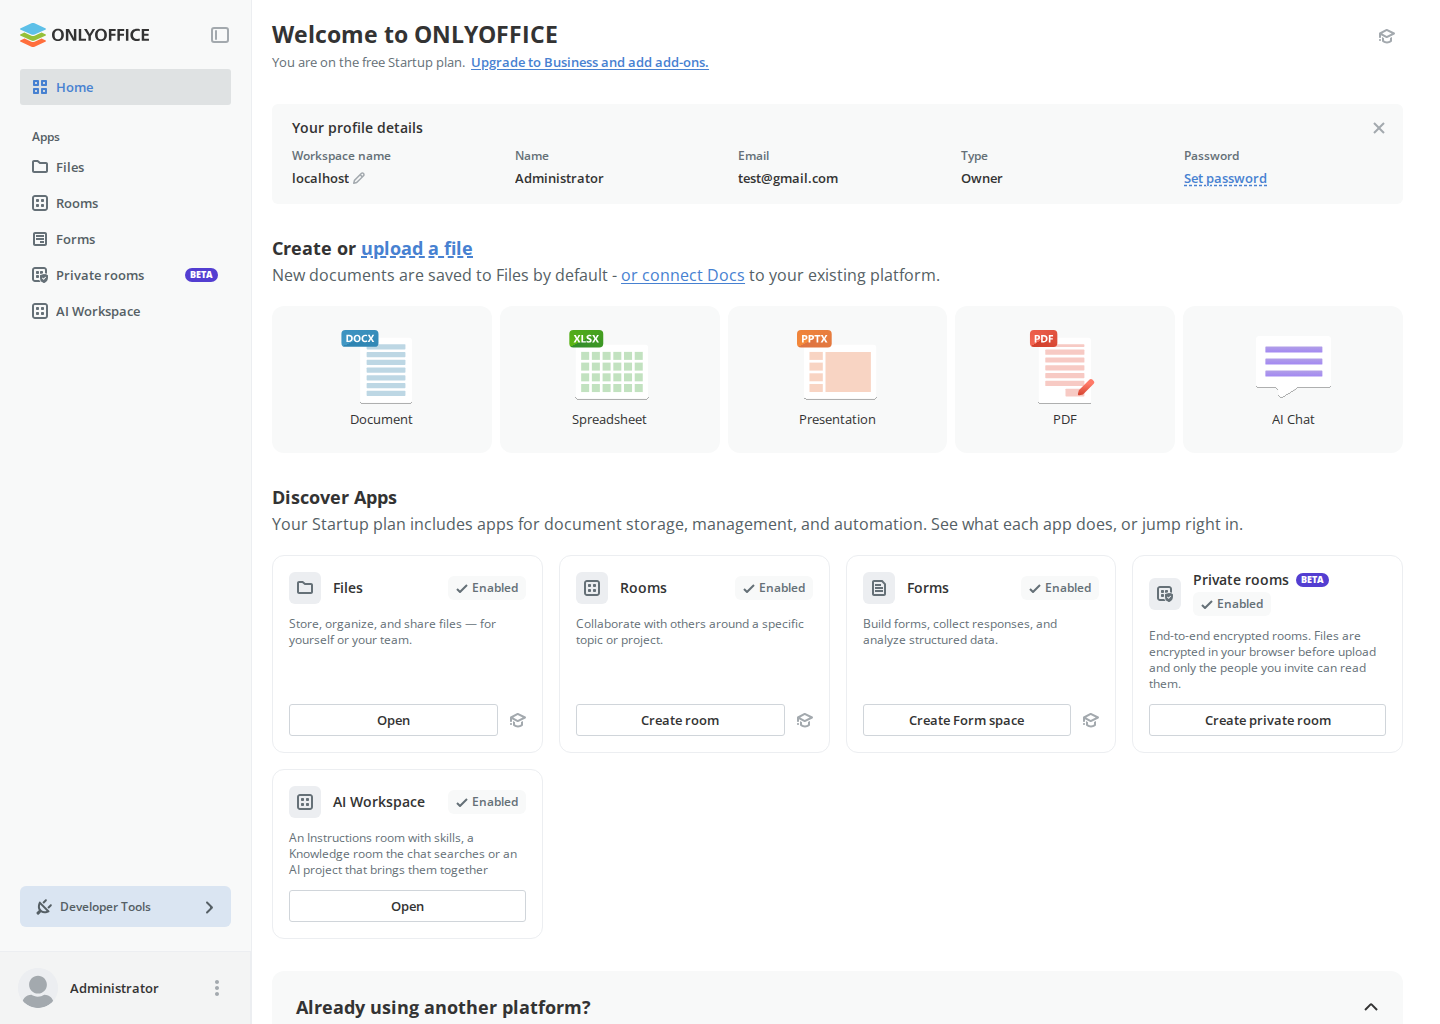 ONLYOFFICE
Home
Apps
Files
Rooms
Forms
Private rooms BETA
AI Workspace
Developer Tools
Administrator
Welcome to ONLYOFFICE
You are on the free Startup plan. Upgrade to Business and add add-ons.
Your profile details
Workspace name Name Email Type Password
localhost Administrator test@gmail.com Owner Set password
Create or upload a file
New documents are saved to Files by default - or connect Docs to your existing platform.
DOCX XLSX PPTX PDF
Document Spreadsheet Presentation PDF AI Chat
Discover Apps
Your Startup plan includes apps for document storage, management, and automation. See what each app does, or jump right in.
Files Enabled
Store, organize, and share files — for
yourself or your team.
Open
Rooms Enabled
Collaborate with others around a specific
topic or project.
Create room
Forms Enabled
Build forms, collect responses, and
analyze structured data.
Create Form space
Private rooms BETA
Enabled
End-to-end encrypted rooms. Files are
encrypted in your browser before upload
and only the people you invite can read
them.
Create private room
AI Workspace Enabled
An Instructions room with skills, a
Knowledge room the chat searches or an
AI project that brings them together
Open
Already using another platform?